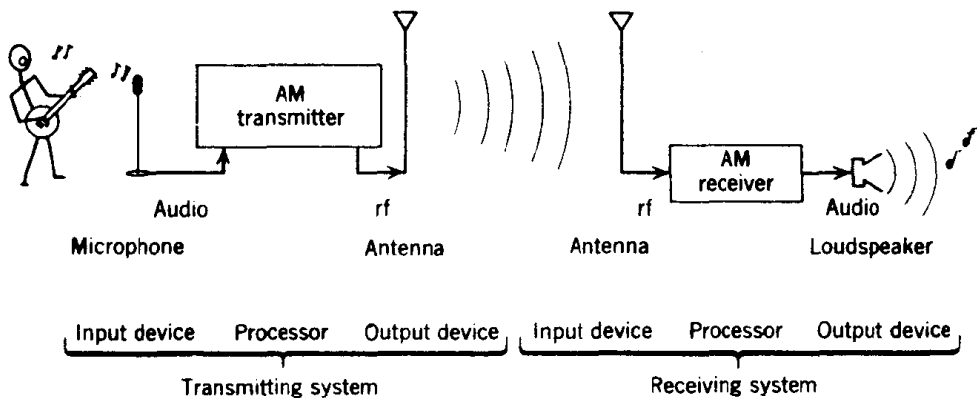 AM
transmitter
AM
receiver
Audio
rf
rf
Audio
Microphone
Antenna
Antenna
Loudspeaker
Input device
Processor
Output device
Input device
Processor
Output device
Transmitting system
Receiving system